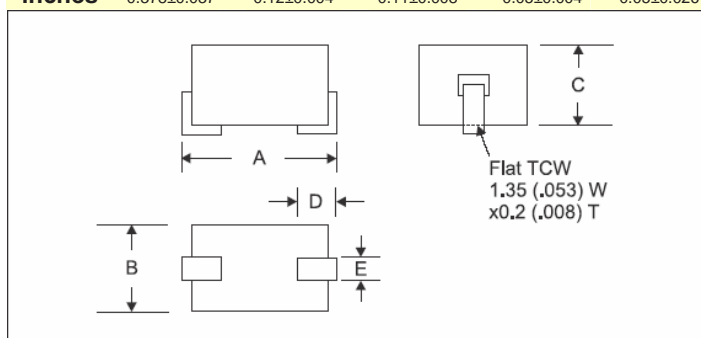 inches
A
B
C
D
E
Flat TCW
1.35 (.053) W
x0.2 (.008) T